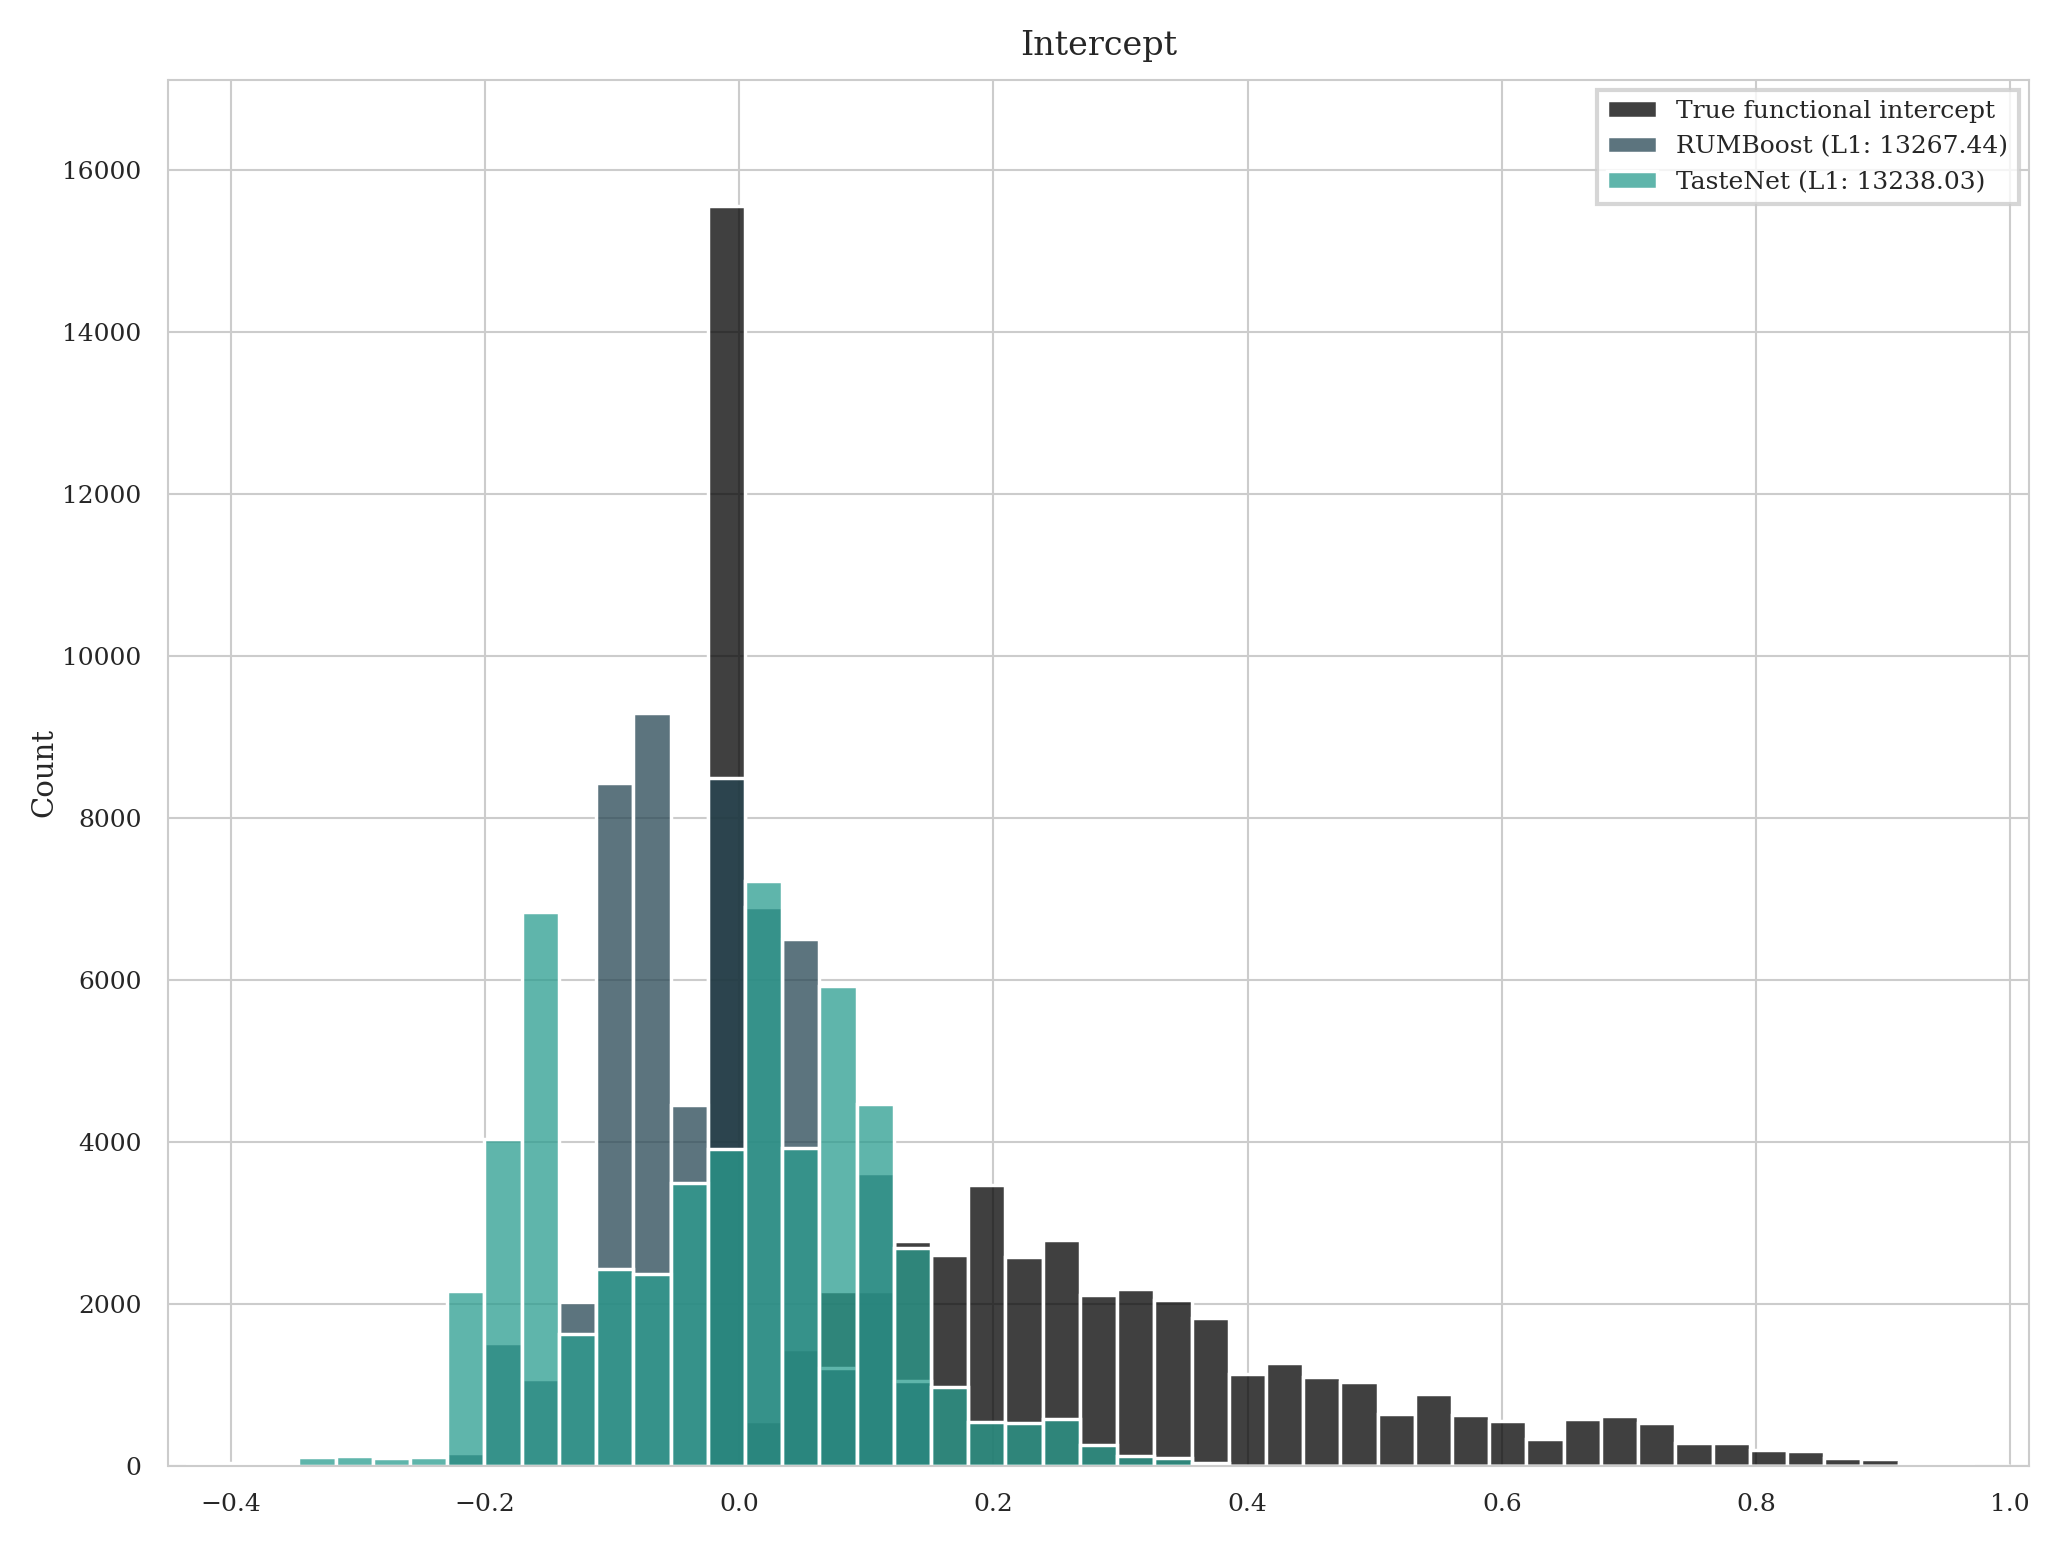 Intercept
True functional intercept
RUMBoost (L1: 13267.44)
TasteNet (L1: 13238.03)
Count
16000
14000
12000
10000
8000
6000
4000
2000
0
−0.4 −0.2 0.0 0.2 0.4 0.6 0.8 1.0